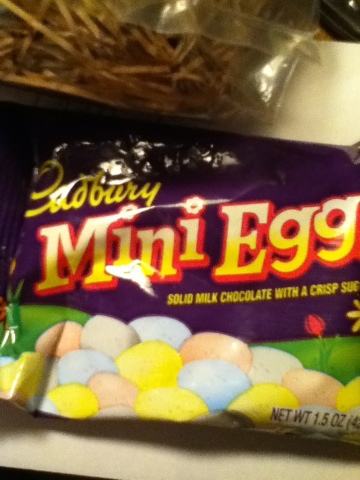 Cadbury
Mini Egg
SOLID MILK CHOCOLATE WITH A CRISP
NET WT 1.5 OZ